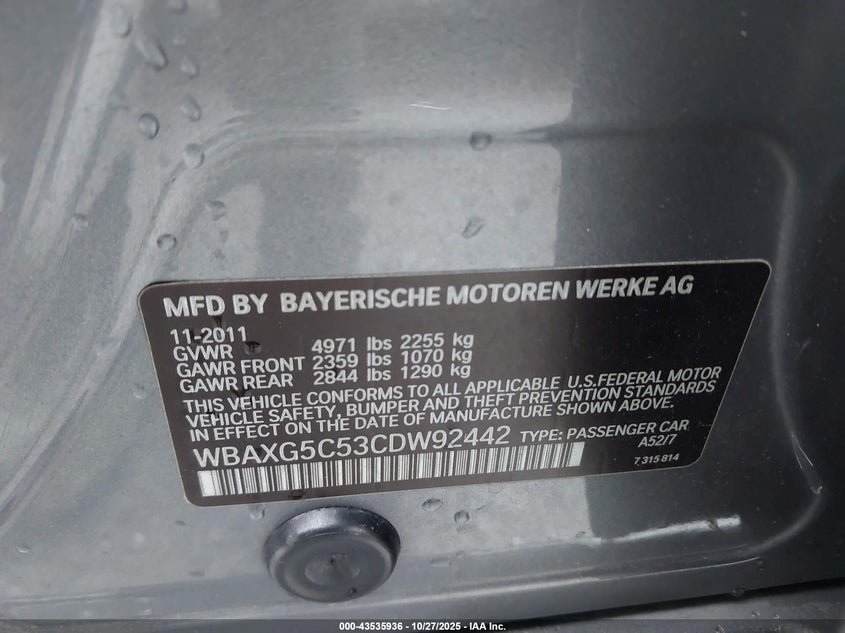 MFD BY BAYERISCHE MOTOREN WERKE AG
11-2011
GVWR 4971 lbs 2255 kg
GAWR FRONT 2359 lbs 1070 kg
GAWR REAR 2844 lbs 1290 kg
THIS VEHICLE CONFORMS TO ALL APPLICABLE U.S.FEDERAL MOTOR
VEHICLE SAFETY, BUMPER AND THEFT PREVENTION STANDARDS
IN EFFECT ON THE DATE OF MANUFACTURE SHOWN ABOVE.
WBAXG5C53CDW92442 TYPE: PASSENGER CAR
A52/7
7 315 814
000-43535936 - 10/27/2025 - IAA Inc.